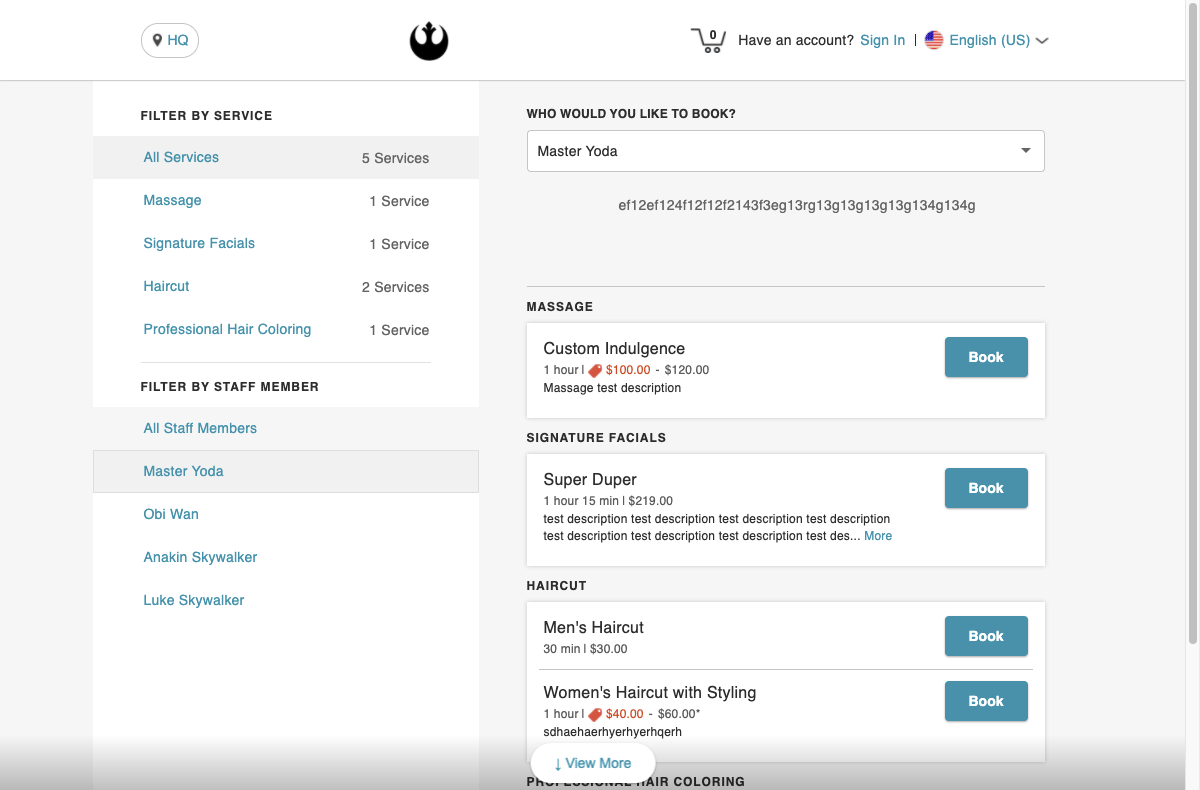 HQ
0
Have an account? Sign In | English (US)
FILTER BY SERVICE
All Services 5 Services
Massage 1 Service
Signature Facials 1 Service
Haircut 2 Services
Professional Hair Coloring 1 Service
FILTER BY STAFF MEMBER
All Staff Members
Master Yoda
Obi Wan
Anakin Skywalker
Luke Skywalker
WHO WOULD YOU LIKE TO BOOK?
Master Yoda
ef12ef124f12f12f2143f3eg13rg13g13g13g13g134g134g
MASSAGE
Custom Indulgence
1 hour | $100.00 - $120.00
Massage test description
Book
SIGNATURE FACIALS
Super Duper
1 hour 15 min | $219.00
test description test description test description test description
test description test description test description test des... More
Book
HAIRCUT
Men's Haircut
30 min | $30.00
Book
Women's Haircut with Styling
1 hour | $40.00 - $60.00*
sdhaehaerhyerhyerhqerh
Book
↓ View More
PROFESSIONAL HAIR COLORING